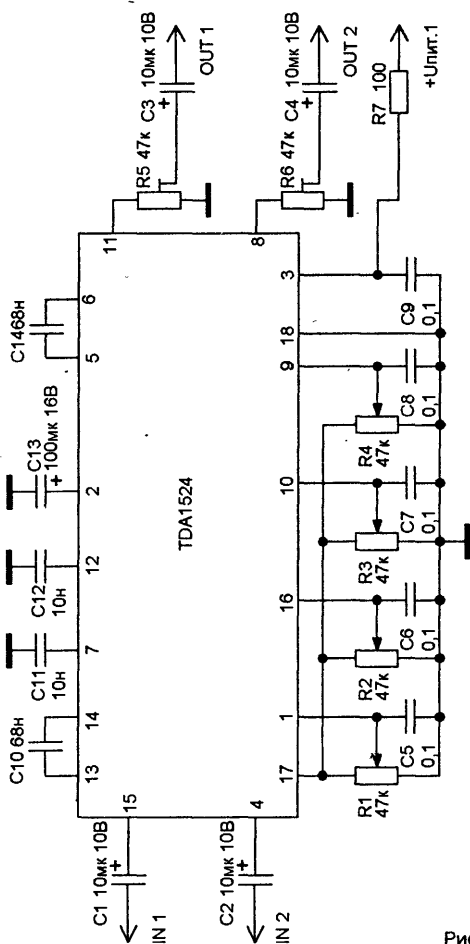 C1 10мк 10В
IN 1
15
C2 10мк 10В
IN 2
4
TDA1524
C10 68н
13
14
C11
10н
7
C12
10н
12
C13
100мк 16В
2
C14 68н
5
6
11
R5 47к
C3 10мк 10В
OUT 1
8
R6 47к
C4 10мк 10В
OUT 2
17
1
16
10
9
18
3
R1
47к
C5
0,1
R2
47к
C6
0,1
R3
47к
C7
0,1
R4
47к
C8
0,1
C9
0,1
R7 100
+Uпит.1
Рис